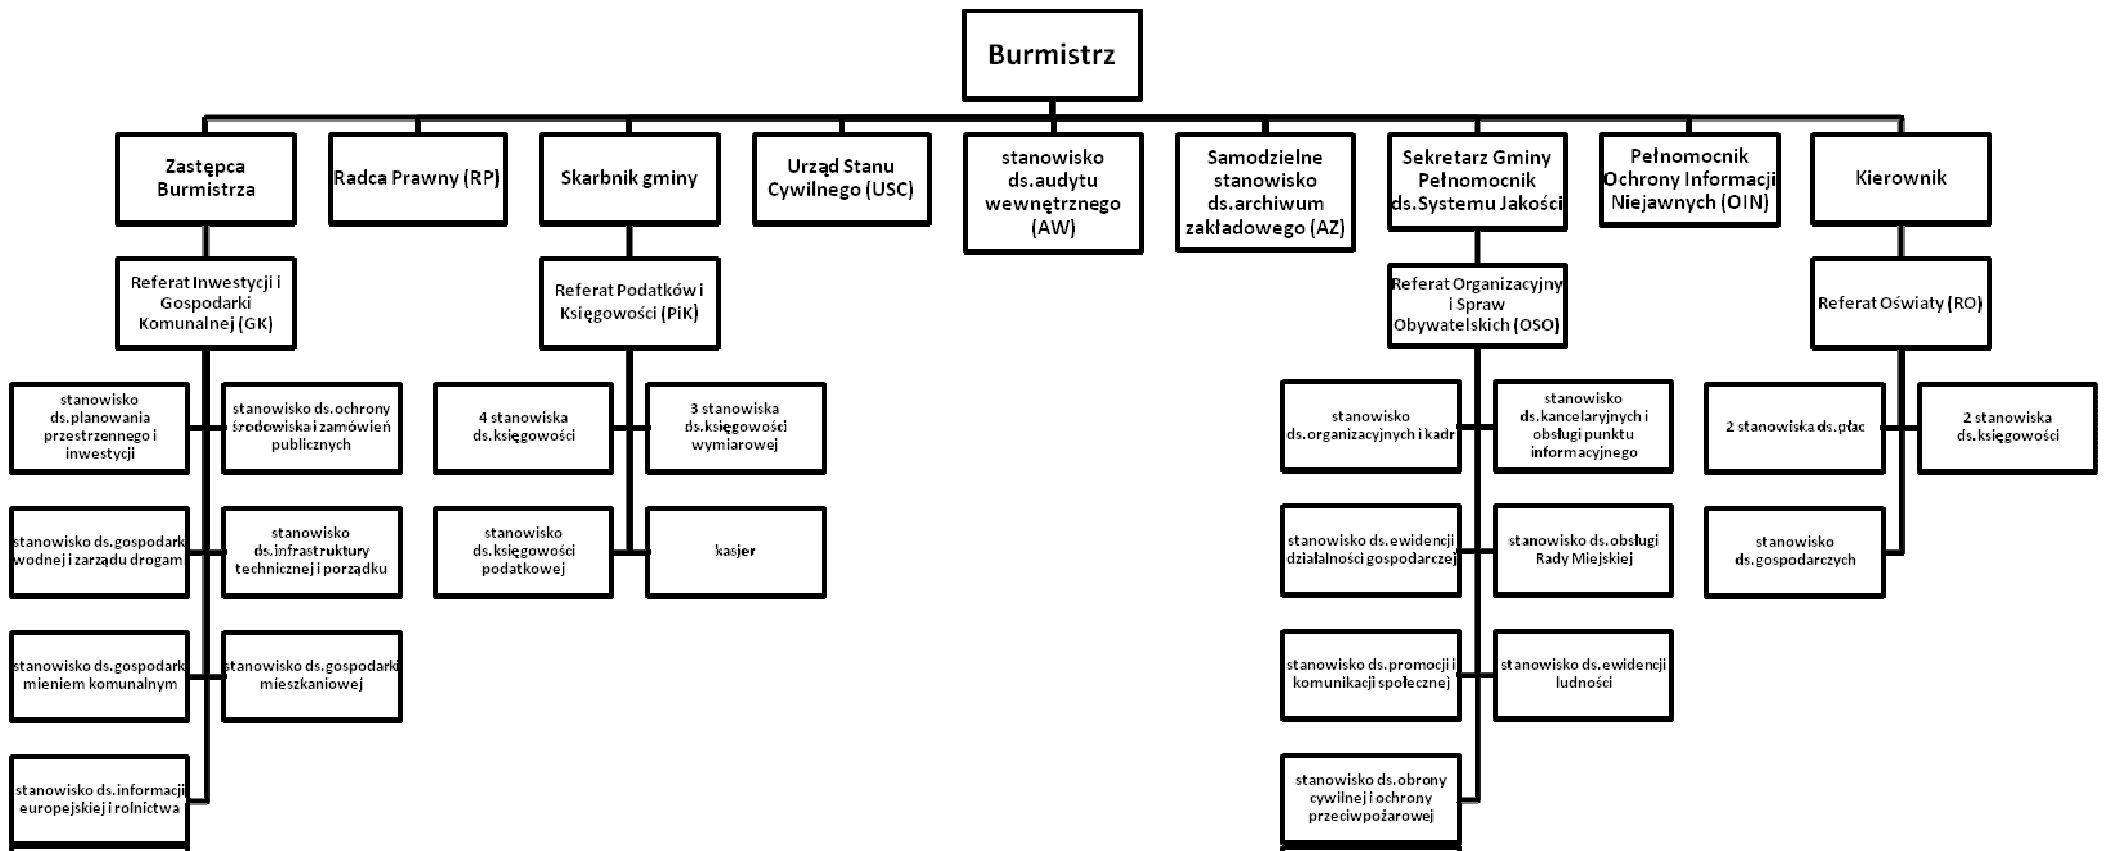 Burmistrz
Zastępca
Burmistrza
Radca Prawny (RP)
Skarbnik gminy
Urząd Stanu
Cywilnego (USC)
stanowisko
ds.audytu
wewnętrznego
(AW)
Samodzielne
stanowisko
ds.archiwum
zakładowego (AZ)
Sekretarz Gminy
Pełnomocnik
ds.Systemu Jakości
Pełnomocnik
Ochrony Informacji
Niejawnych (OIN)
Kierownik
Referat Inwestycji i
Gospodarki
Komunalnej (GK)
Referat Podatków i
Księgowości (PiK)
Referat Organizacyjny
i Spraw
Obywatelskich (OSO)
Referat Oświaty (RO)
stanowisko
ds.planowania
przestrzennego i
inwestycji
stanowisko ds.ochrony
środowiska i zamówień
publicznych
4 stanowiska
ds.księgowości
3 stanowiska
ds.księgowości
wymiarowej
stanowisko
ds.organizacyjnych i kadr
stanowisko
ds.kancelaryjnych i
obsługi punktu
informacyjnego
2 stanowiska ds.płac
2 stanowiska
ds.księgowości
stanowisko ds.gospodark
wodnej i zarządu drogam
stanowisko
ds.infrastruktury
technicznej i porządku
stanowisko
ds.księgowości
podatkowej
kasjer
stanowisko ds.ewidencji
działalności gospodarczej
stanowisko ds.obsługi
Rady Miejskiej
stanowisko
ds.gospodarczych
stanowisko ds.gospodark
mieniem komunalnym
stanowisko ds.gospodarki
mieszkaniowej
stanowisko ds.promocji i
komunikacji społecznej
stanowisko ds.ewidencji
ludności
stanowisko ds.informacji
europejskiej i rolnictwa
stanowisko ds.obrony
cywilnej i ochrony
przeciwpożarowej